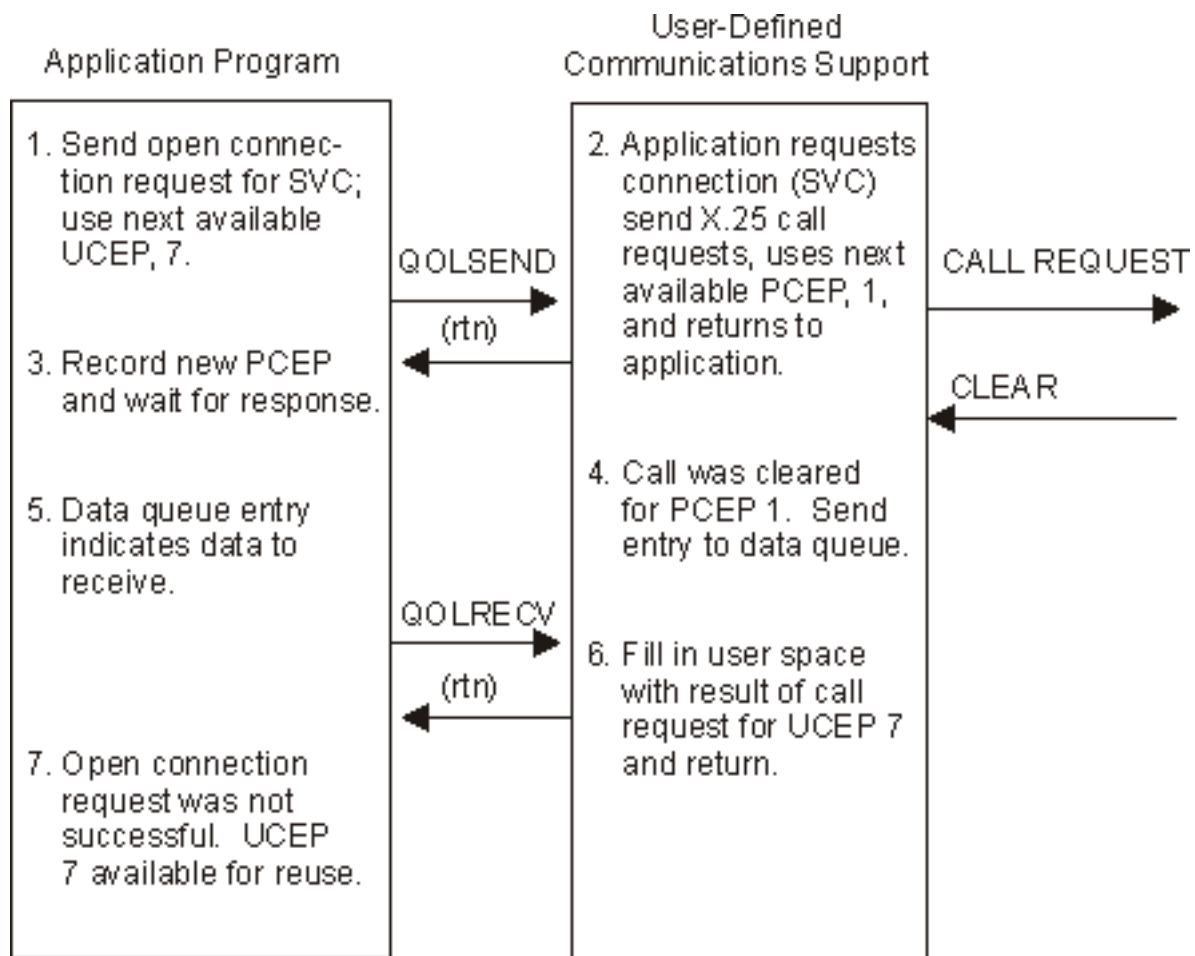 Application Program
User-Defined
Communications Support
1. Send open connec-
tion request for SVC;
use next available
UCEP, 7.
QOLSEND
(rtn)
2. Application requests
connection (SVC)
send X.25 call
requests, uses next
available PCEP, 1,
and returns to
application.
CALL REQUEST
CLEAR
3. Record new PCEP
and wait for response.
4. Call was cleared
for PCEP 1. Send
entry to data queue.
5. Data queue entry
indicates data to
receive.
QOLRECV
(rtn)
6. Fill in user space
with result of call
request for UCEP 7
and return.
7. Open connection
request was not
successful. UCEP
7 available for reuse.